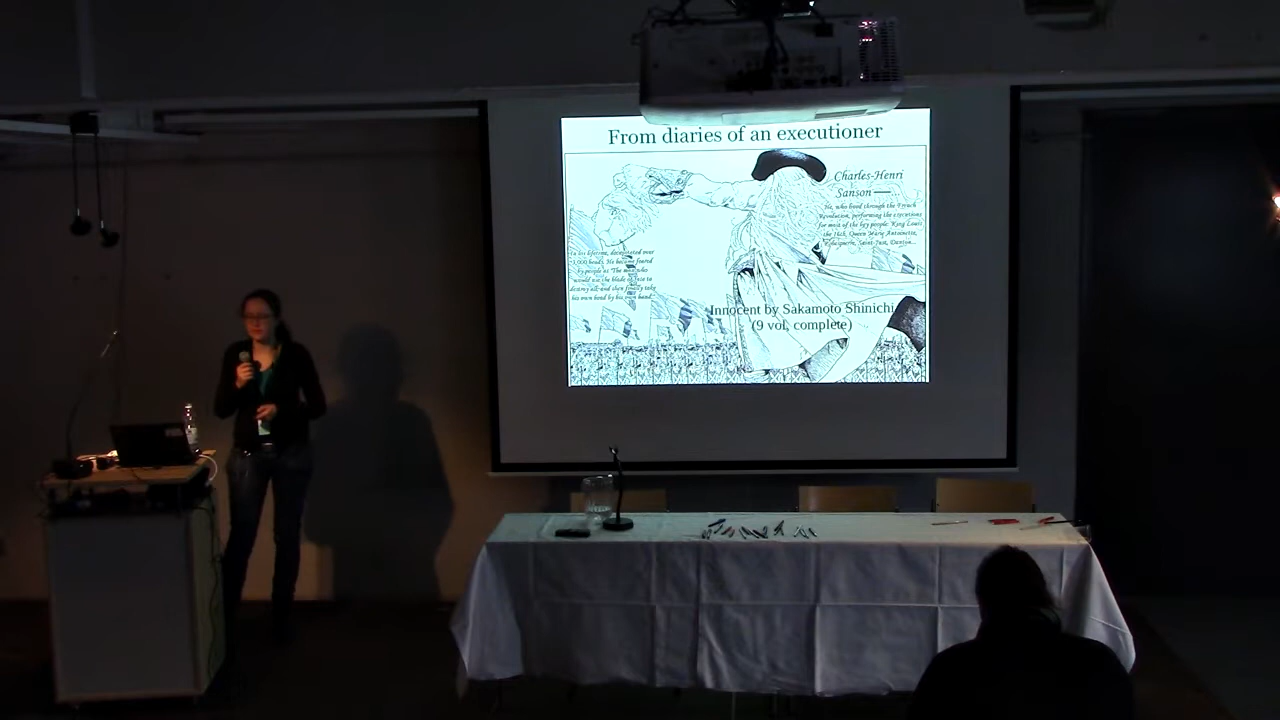 From diaries of an executioner
Charles-Henri
Sanson
He, who lived through the French
Revolution, performing the executions
for most of the key people: King Louis
the 16th, Queen Marie Antoinette,
Robespierre, Saint-Just, Danton...
In his lifetime, decapitated over
3,000 heads. He became feared
by people as "The man who
would use the blade of fate to
destroy all, and then finally take
his own head by his own hand."
Innocent by Sakamoto Shinichi
(9 vol, complete)